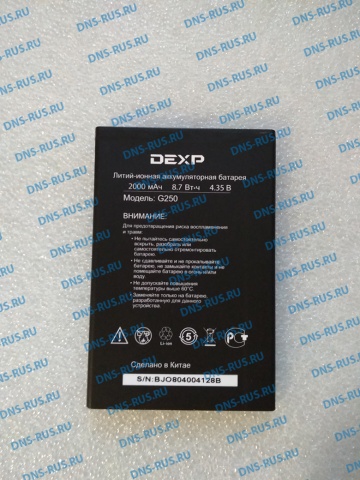 DEXP
Литий-ионная аккумуляторная батарея
2000 мАч 8.7 Вт-ч 4.35 В
Модель: G250
ВНИМАНИЕ:
Для предотвращения риска воспламенения
и травм:
• Не пытайтесь самостоятельно
вскрыть, разобрать или
самостоятельно отремонтировать
батарею.
• Не сдавливайте и не прокалывайте
батарею, не замыкайте контакты и не
помещайте батарею в огонь или
воду
• Не допускайте повышения
температуры выше 60°C.
• Заменяйте только на батарею,
разработанную для данного
устройства.
Li-ion
5
Сделано в Китае
S/N:BJO804004128B
DNS-RUS.RU